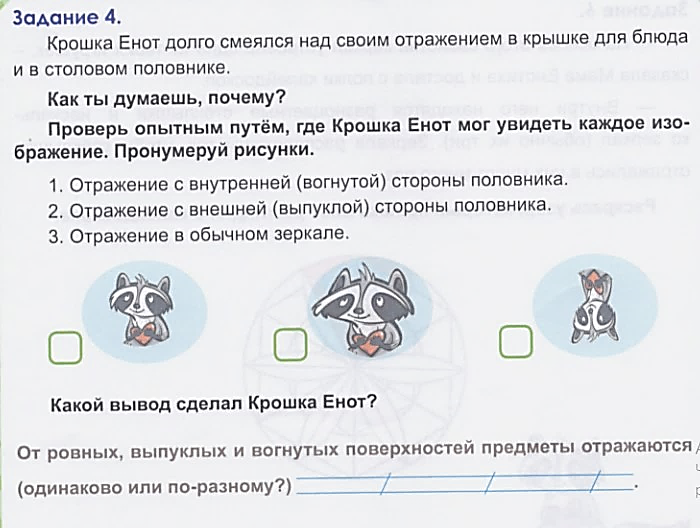 Задание 4.
Крошка Енот долго смеялся над своим отражением в крышке для блюда
и в столовом половнике.
Как ты думаешь, почему?
Проверь опытным путём, где Крошка Енот мог увидеть каждое изо-
бражение. Пронумеруй рисунки.
1. Отражение с внутренней (вогнутой) стороны половника.
2. Отражение с внешней (выпуклой) стороны половника.
3. Отражение в обычном зеркале.
Какой вывод сделал Крошка Енот?
От ровных, выпуклых и вогнутых поверхностей предметы отражаются
(одинаково или по-разному?)